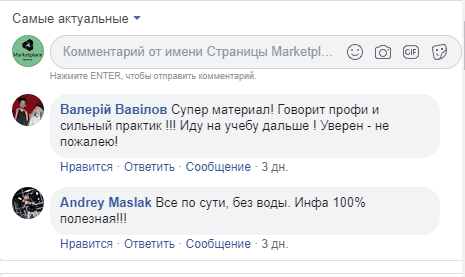 Самые актуальные
Marketplace
Комментарий от имени Страницы Marketpl...
GIF
Нажмите ENTER, чтобы отправить комментарий.
Валерій Вавілов Супер материал! Говорит профи и
сильный практик !!! Иду на учебу дальше ! Уверен - не
пожалею!
Нравится · Ответить · Сообщение · 3 дн.
Andrey Maslak Все по сути, без воды. Инфа 100%
полезная!!!
Нравится · Ответить · Сообщение · 3 дн.